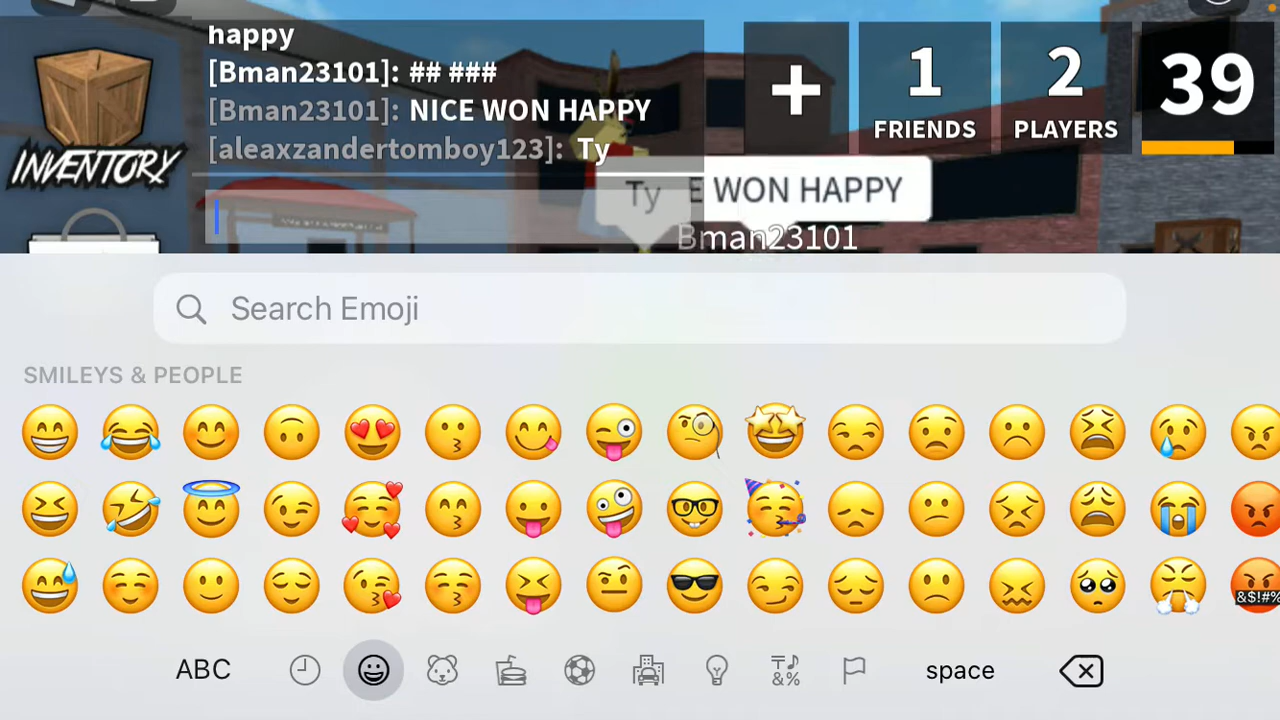 happy
[Bman23101]: ## ###
[Bman23101]: NICE WON HAPPY
[aleaxzandertomboy123]: Ty
INVENTORY
+
1
FRIENDS
2
PLAYERS
39
Ty
E WON HAPPY
Bman23101
Search Emoji
SMILEYS & PEOPLE
&$!#%
ABC
&%
space